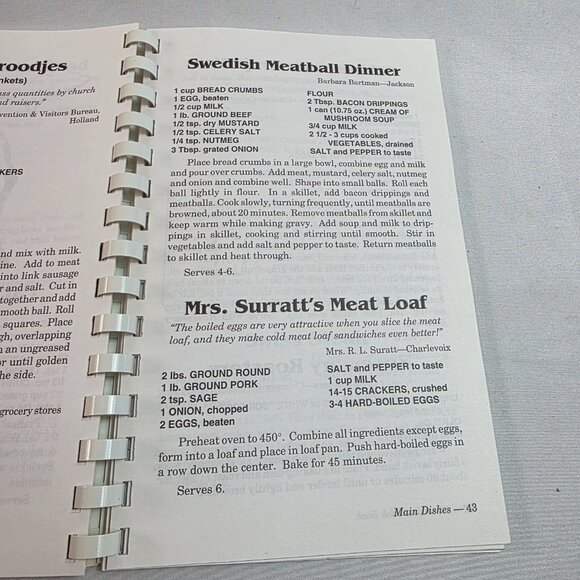 roodjes
nkets)
ss quantities by church
nd raisers."
vention & Visitors Bureau,
Holland
KERS
nd mix with milk.
ine. Add to meat
into link sausage
r and salt. Cut in
together and add
mooth ball. Roll
squares. Place
gh, overlapping
n an ungreased
r until golden
he side.
grocery stores
Swedish Meatball Dinner
Barbara Bartman—Jackson
1 cup BREAD CRUMBS
1 EGG, beaten
1/2 cup MILK
1 lb. GROUND BEEF
1/2 tsp. dry MUSTARD
1/2 tsp. CELERY SALT
1/4 tsp. NUTMEG
3 Tbsp. grated ONION
FLOUR
2 Tbsp. BACON DRIPPINGS
1 can (10.75 oz.) CREAM OF
MUSHROOM SOUP
3/4 cup MILK
2 1/2 - 3 cups cooked
VEGETABLES, drained
SALT and PEPPER to taste
Place bread crumbs in a large bowl, combine egg and milk
and pour over crumbs. Add meat, mustard, celery salt, nutmeg
and onion and combine well. Shape into small balls. Roll each
ball lightly in flour. In a skillet, add bacon drippings and
meatballs. Cook slowly, turning frequently, until meatballs are
browned, about 20 minutes. Remove meatballs from skillet and
keep warm while making gravy. Add soup and milk to drip-
pings in skillet, cooking and stirring until smooth. Stir in
vegetables and add salt and pepper to taste. Return meatballs
to skillet and heat through.
Serves 4-6.
Mrs. Surratt's Meat Loaf
"The boiled eggs are very attractive when you slice the meat
loaf, and they make cold meat loaf sandwiches even better!"
Mrs. R. L. Suratt—Charlevoix
2 lbs. GROUND ROUND
1 lb. GROUND PORK
2 tsp. SAGE
1 ONION, chopped
2 EGGS, beaten
SALT and PEPPER to taste
1 cup MILK
14-15 CRACKERS, crushed
3-4 HARD-BOILED EGGS
Preheat oven to 450°. Combine all ingredients except eggs,
form into a loaf and place in loaf pan. Push hard-boiled eggs in
a row down the center. Bake for 45 minutes.
Serves 6.
Main Dishes — 43